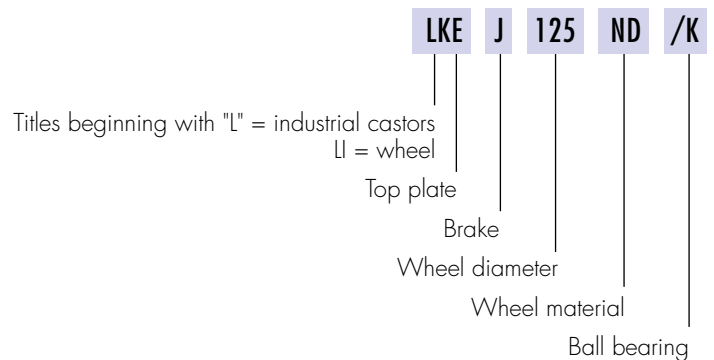 LKE J 125 ND /K
Titles beginning with "L" = industrial castors
LI = wheel
Top plate
Brake
Wheel diameter
Wheel material
Ball bearing